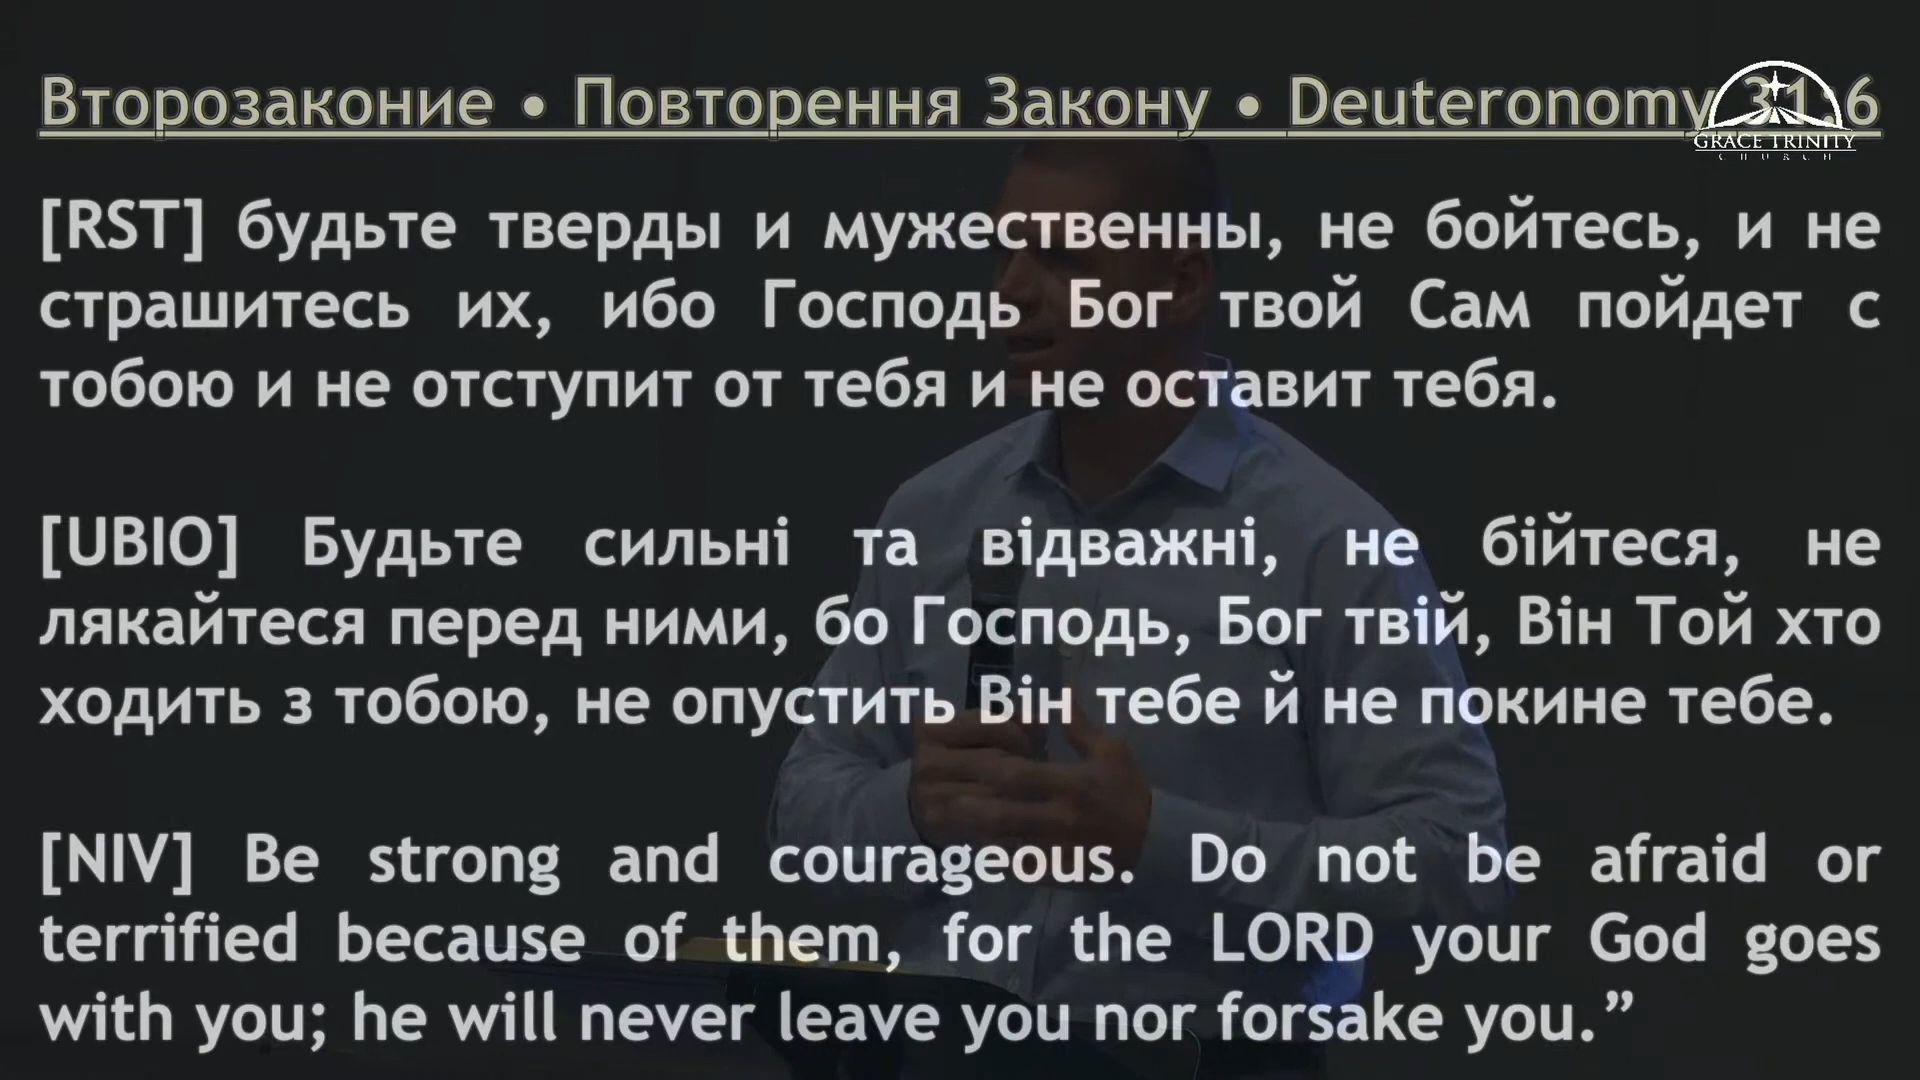 Второзаконие • Повторення Закону • Deuteronomy 31:6
GRACE TRINITY
CHURCH
[RST] будьте тверды и мужественны, не бойтесь, и не
страшитесь их, ибо Господь Бог твой Сам пойдет с
тобою и не отступит от тебя и не оставит тебя.
[UBIO] Будьте сильні та відважні, не бійтеся, не
лякайтеся перед ними, бо Господь, Бог твій, Він Той хто
ходить з тобою, не опустить Він тебе й не покине тебе.
[NIV] Be strong and courageous. Do not be afraid or
terrified because of them, for the LORD your God goes
with you; he will never leave you nor forsake you.”